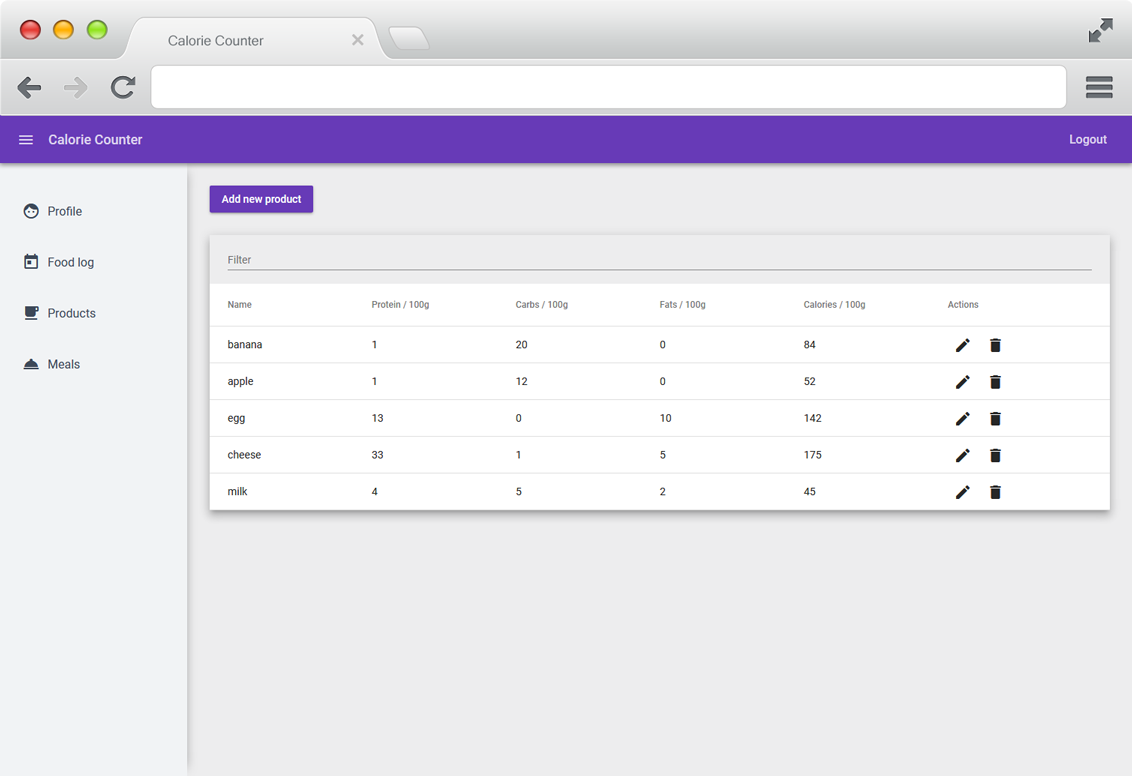 Calorie Counter
Calorie Counter Logout
Profile
Food log
Products
Meals
Add new product
Filter
Name Protein / 100g Carbs / 100g Fats / 100g Calories / 100g Actions
banana 1 20 0 84
apple 1 12 0 52
egg 13 0 10 142
cheese 33 1 5 175
milk 4 5 2 45